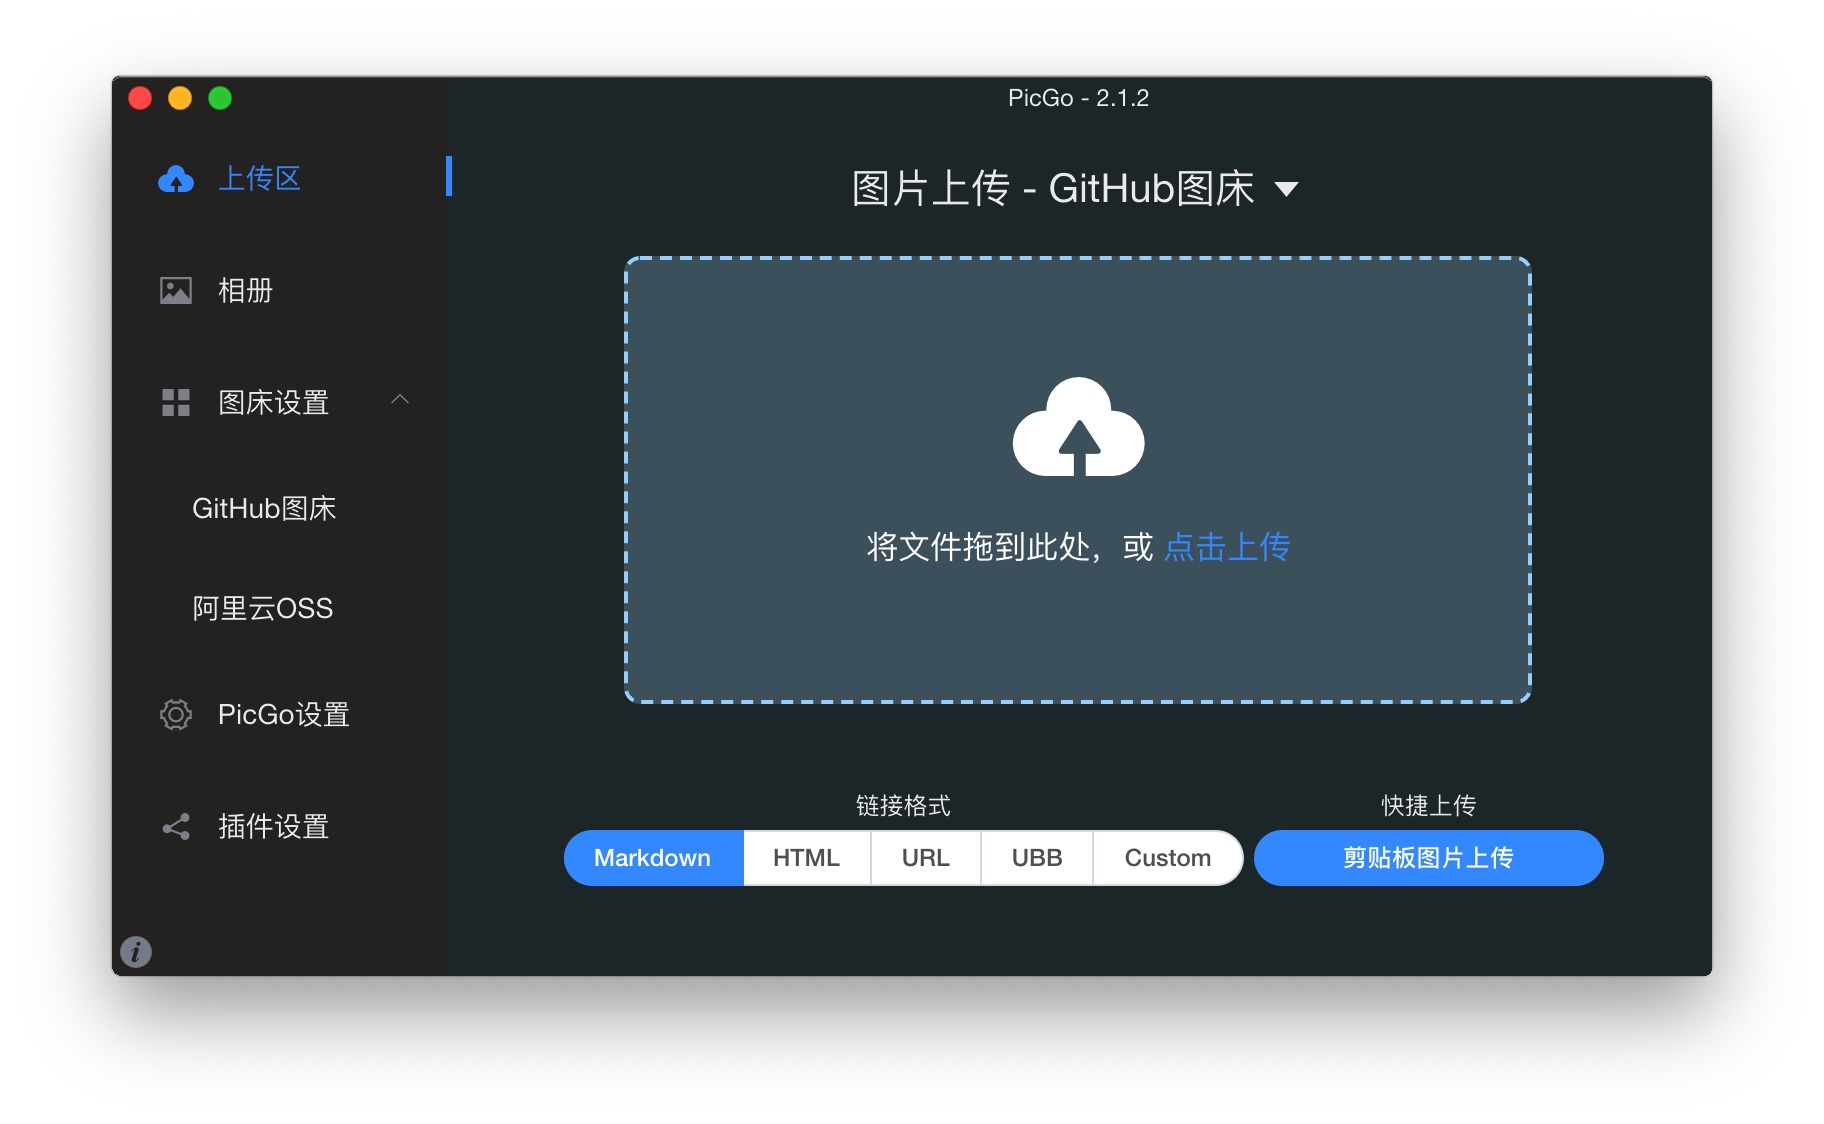 PicGo - 2.1.2
上传区
相册
图床设置
GitHub图床
阿里云OSS
PicGo设置
插件设置
i
图片上传 - GitHub图床
将文件拖到此处，或 点击上传
链接格式
Markdown HTML URL UBB Custom
快捷上传
剪贴板图片上传